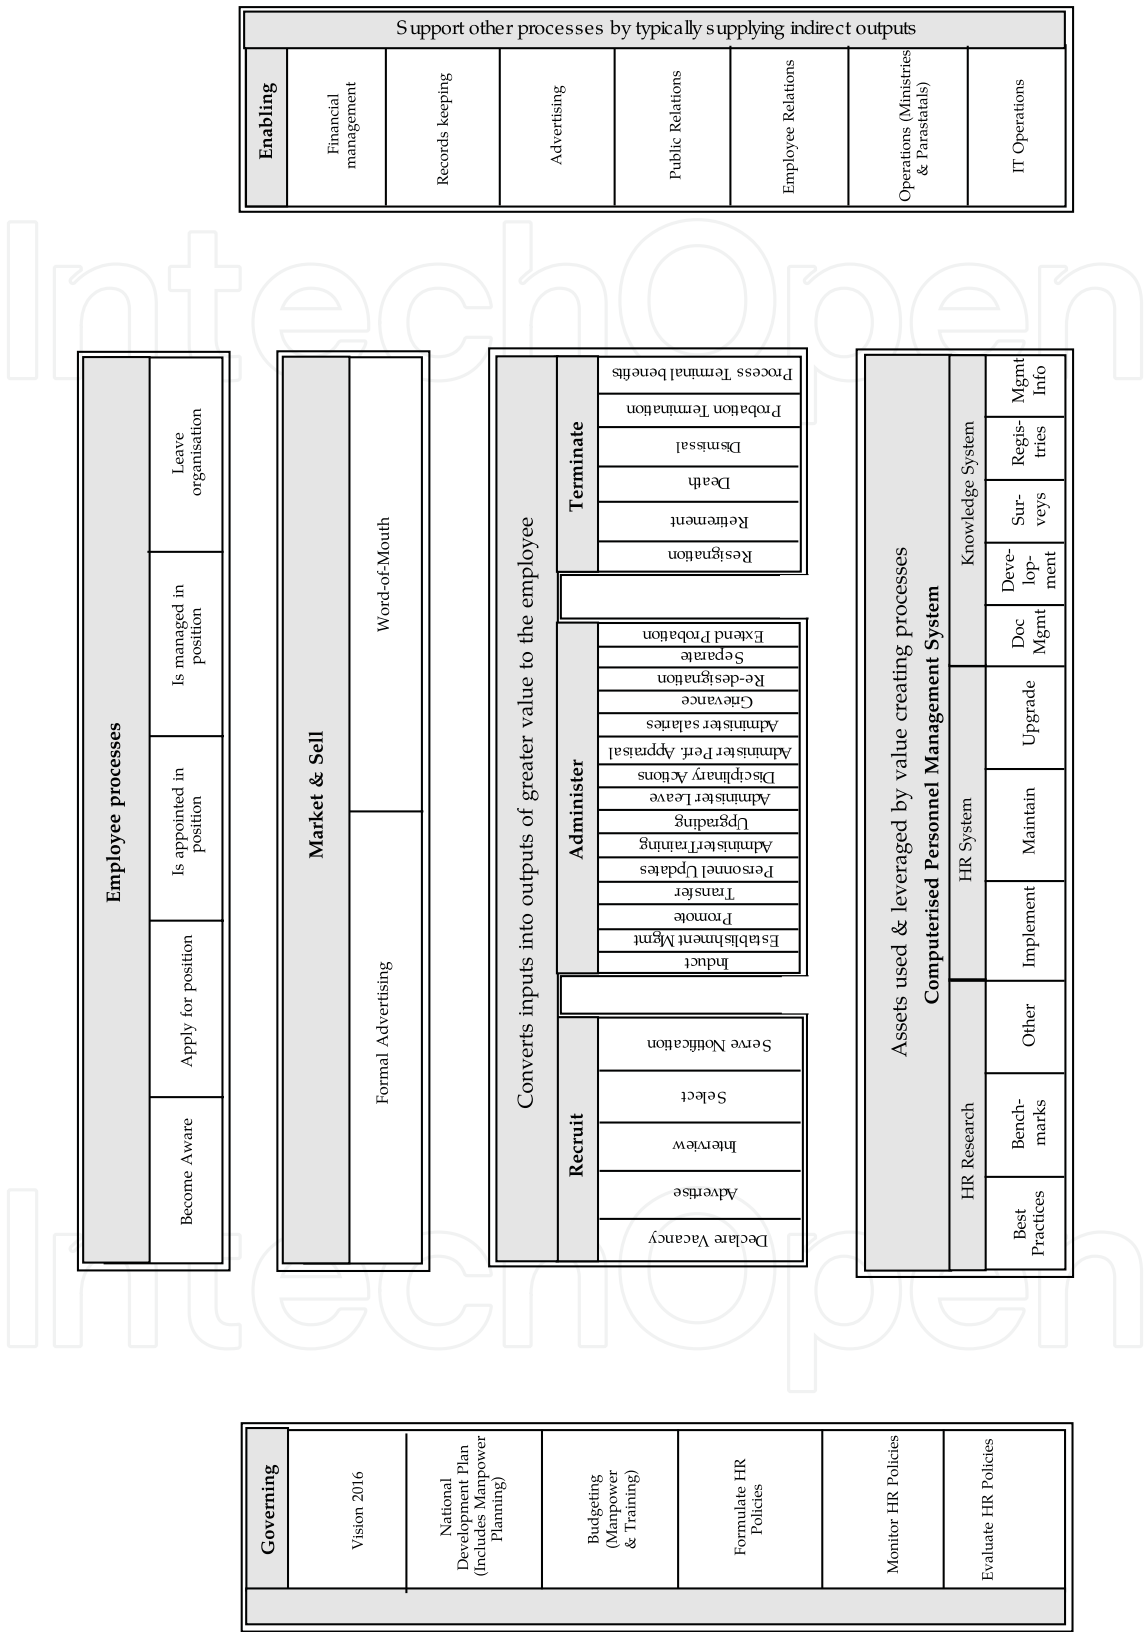 Support other processes by typically supplying indirect outputs
Enabling
Financial
management
Records keeping
Advertising
Public Relations
Employee Relations
Operations (Ministries
& Parastatals)
IT Operations
IntechOpen
Employee processes
Become Aware
Apply for position
Is appointed in
position
Is managed in
position
Leave
organisation
Market & Sell
Formal Advertising
Word-of-Mouth
Converts inputs into outputs of greater value to the employee
Recruit
Declare Vacancy
Advertise
Interview
Select
Serve Notification
Administer
Induct
Establishment Mgmt
Promote
Transfer
Personnel Updates
AdministerTraining
Upgrading
Administer Leave
Disciplinary Actions
Administer Perf. Appraisal
Administer salaries
Grievance
Re-designation
Separate
Extend Probation
Terminate
Resignation
Retirement
Death
Dismissal
Probation Termination
Process Terminal benefits
Assets used & leveraged by value creating processes
Computerised Personnel Management System
HR Research
Best
Practices
Bench-
marks
Other
HR System
Implement
Maintain
Upgrade
Knowledge System
Doc
Mgmt
Deve-
lop-
ment
Sur-
veys
Regis-
tries
Mgmt
Info
IntechOpen
Governing
Vision 2016
National
Development Plan
(Includes Manpower
Planning)
Budgeting
(Manpower
& Training)
Formulate HR
Policies
Monitor HR Policies
Evaluate HR Policies